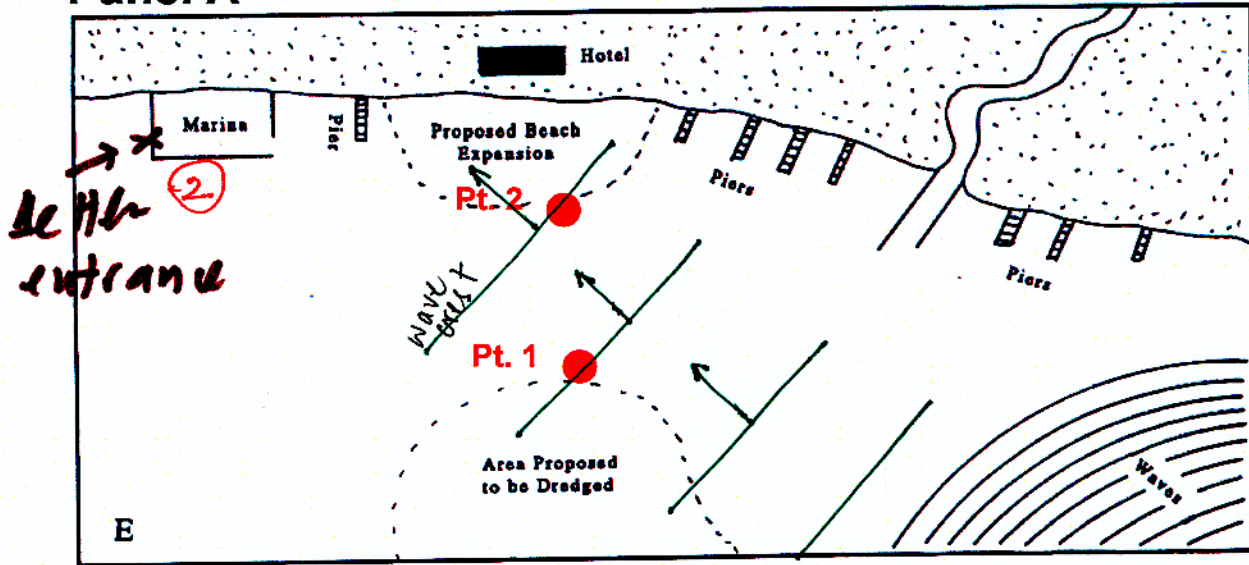 Panel A
Hotel
Marina
Pier
Proposed Beach
Expansion
Piers
-2
Pt. 2
better
entrance
wave
crest
Piers
Pt. 1
Area Proposed
to be Dredged
Waves
E